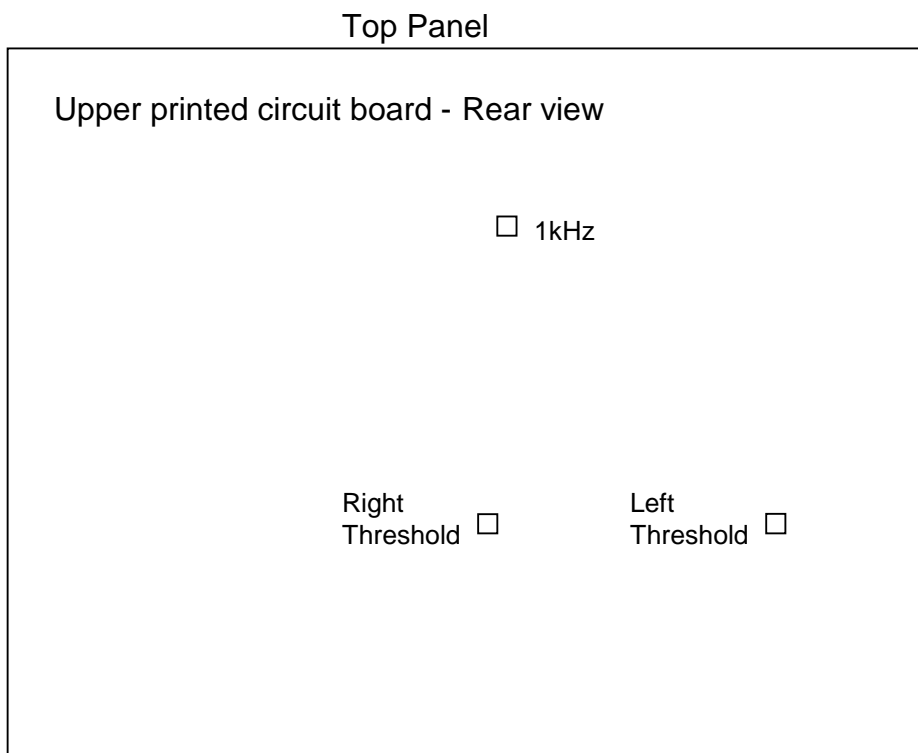 Top Panel
Upper printed circuit board - Rear view
1kHz
Right
Threshold
Left
Threshold